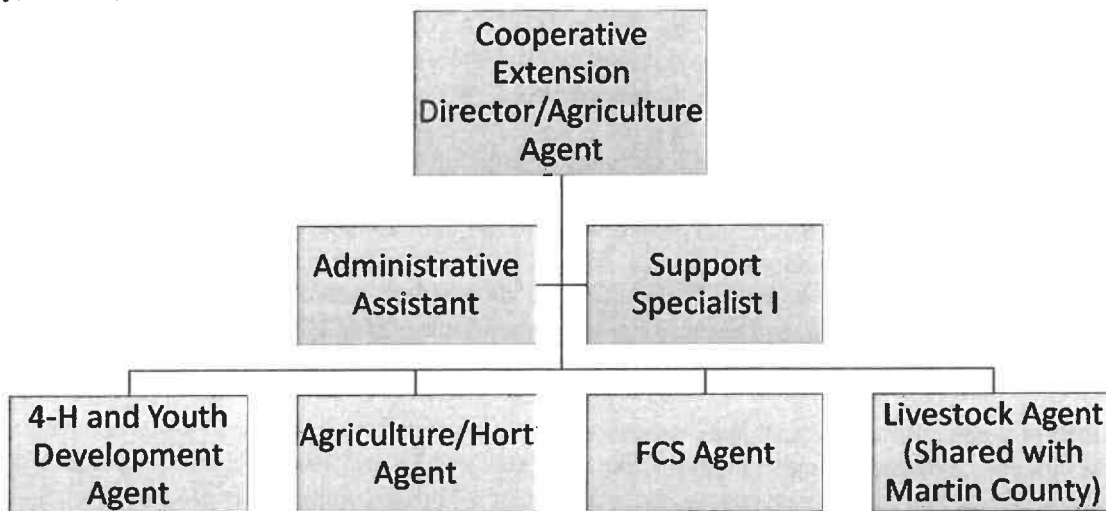 Cooperative
Extension
Director/Agriculture
Agent
Administrative
Assistant
Support
Specialist I
4-H and Youth
Development
Agent
Agriculture/Hort
Agent
FCS Agent
Livestock Agent
(Shared with
Martin County)